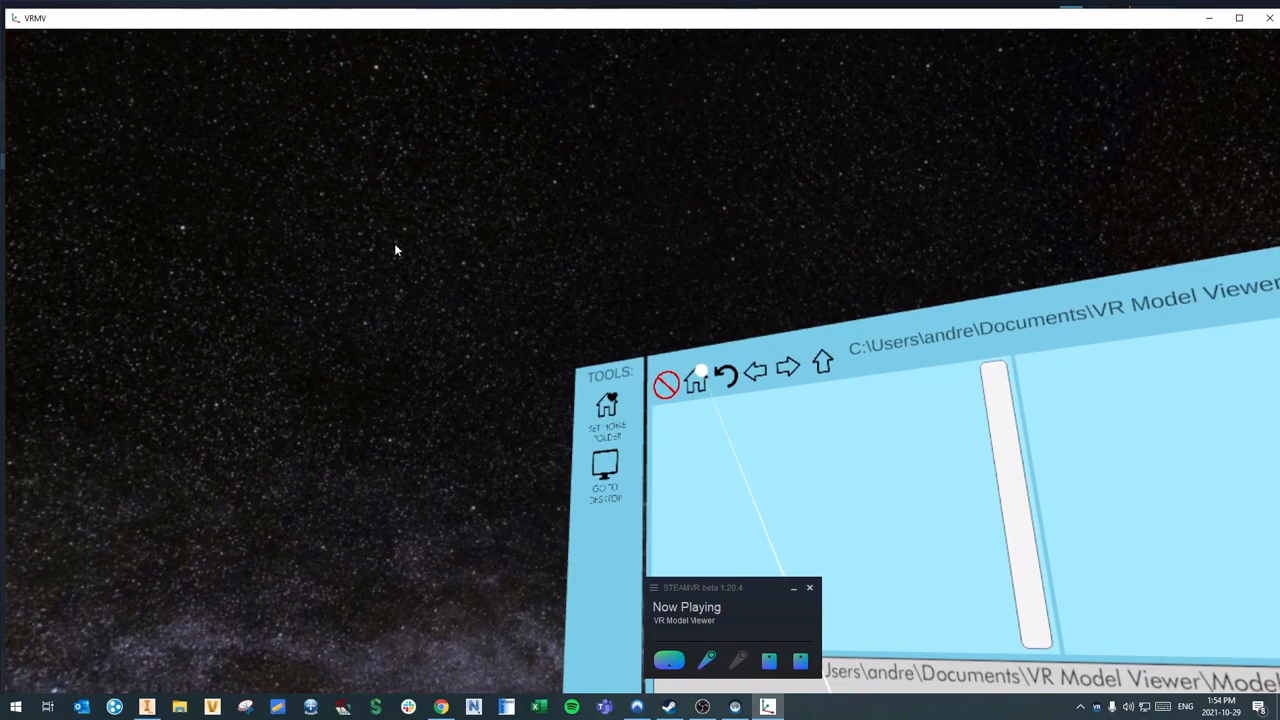 VRMV
C:\Users\andre\Documents\VR Model Viewer
TOOLS:
SET HOME
FOLDER
GO TO
DESKTOP
STEAMVR beta 1.20.4
Now Playing
VR Model Viewer
Users\andre\Documents\VR Model Viewer\Model
ENG
1:54 PM
2021-10-29
8